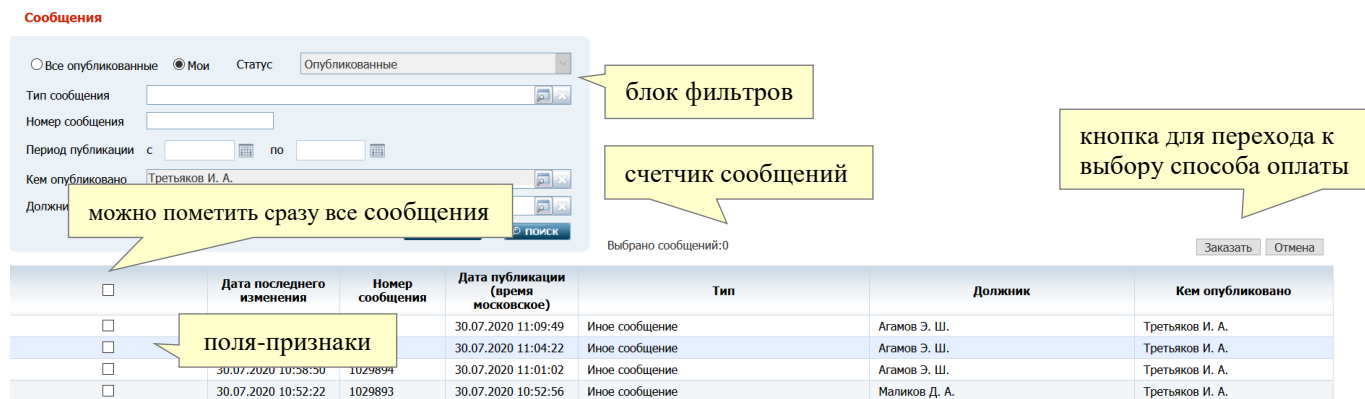 Сообщения
Все опубликованные Мои Статус Опубликованные
блок фильтров
Тип сообщения
Номер сообщения
кнопка для перехода к
выбору способа оплаты
Период публикации с по
счетчик сообщений
Кем опубликовано Третьяков И. А.
можно пометить сразу все сообщения
поиск
Выбрано сообщений:0
Заказать Отмена
Дата последнего изменения Номер сообщения Дата публикации (время московское) Тип Должник Кем опубликовано
30.07.2020 11:09:49 Иное сообщение Агамов Э. Ш. Третьяков И. А.
поля-признаки
30.07.2020 11:04:22 Иное сообщение Агамов Э. Ш. Третьяков И. А.
30.07.2020 10:58:50 1029894 30.07.2020 11:01:02 Иное сообщение Агамов Э. Ш. Третьяков И. А.
30.07.2020 10:52:22 1029893 30.07.2020 10:52:56 Иное сообщение Маликов Д. А. Третьяков И. А.